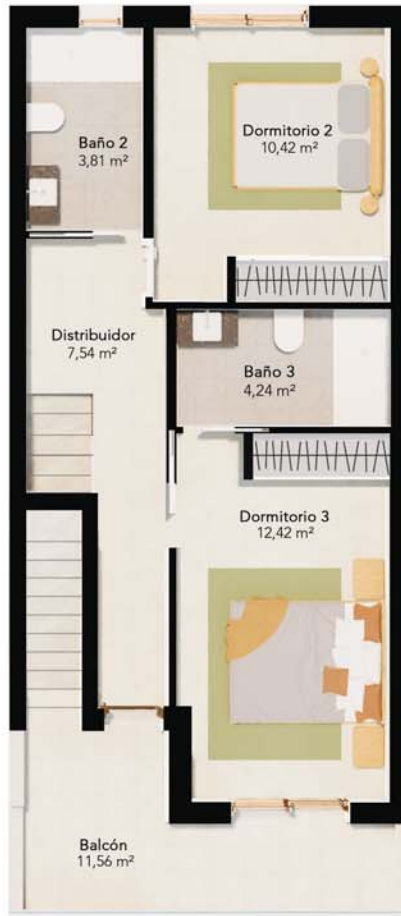 Baño 2
3,81 m²
Dormitorio 2
10,42 m²
Distribuidor
7,54 m²
Baño 3
4,24 m²
Dormitorio 3
12,42 m²
Balcón
11,56 m²